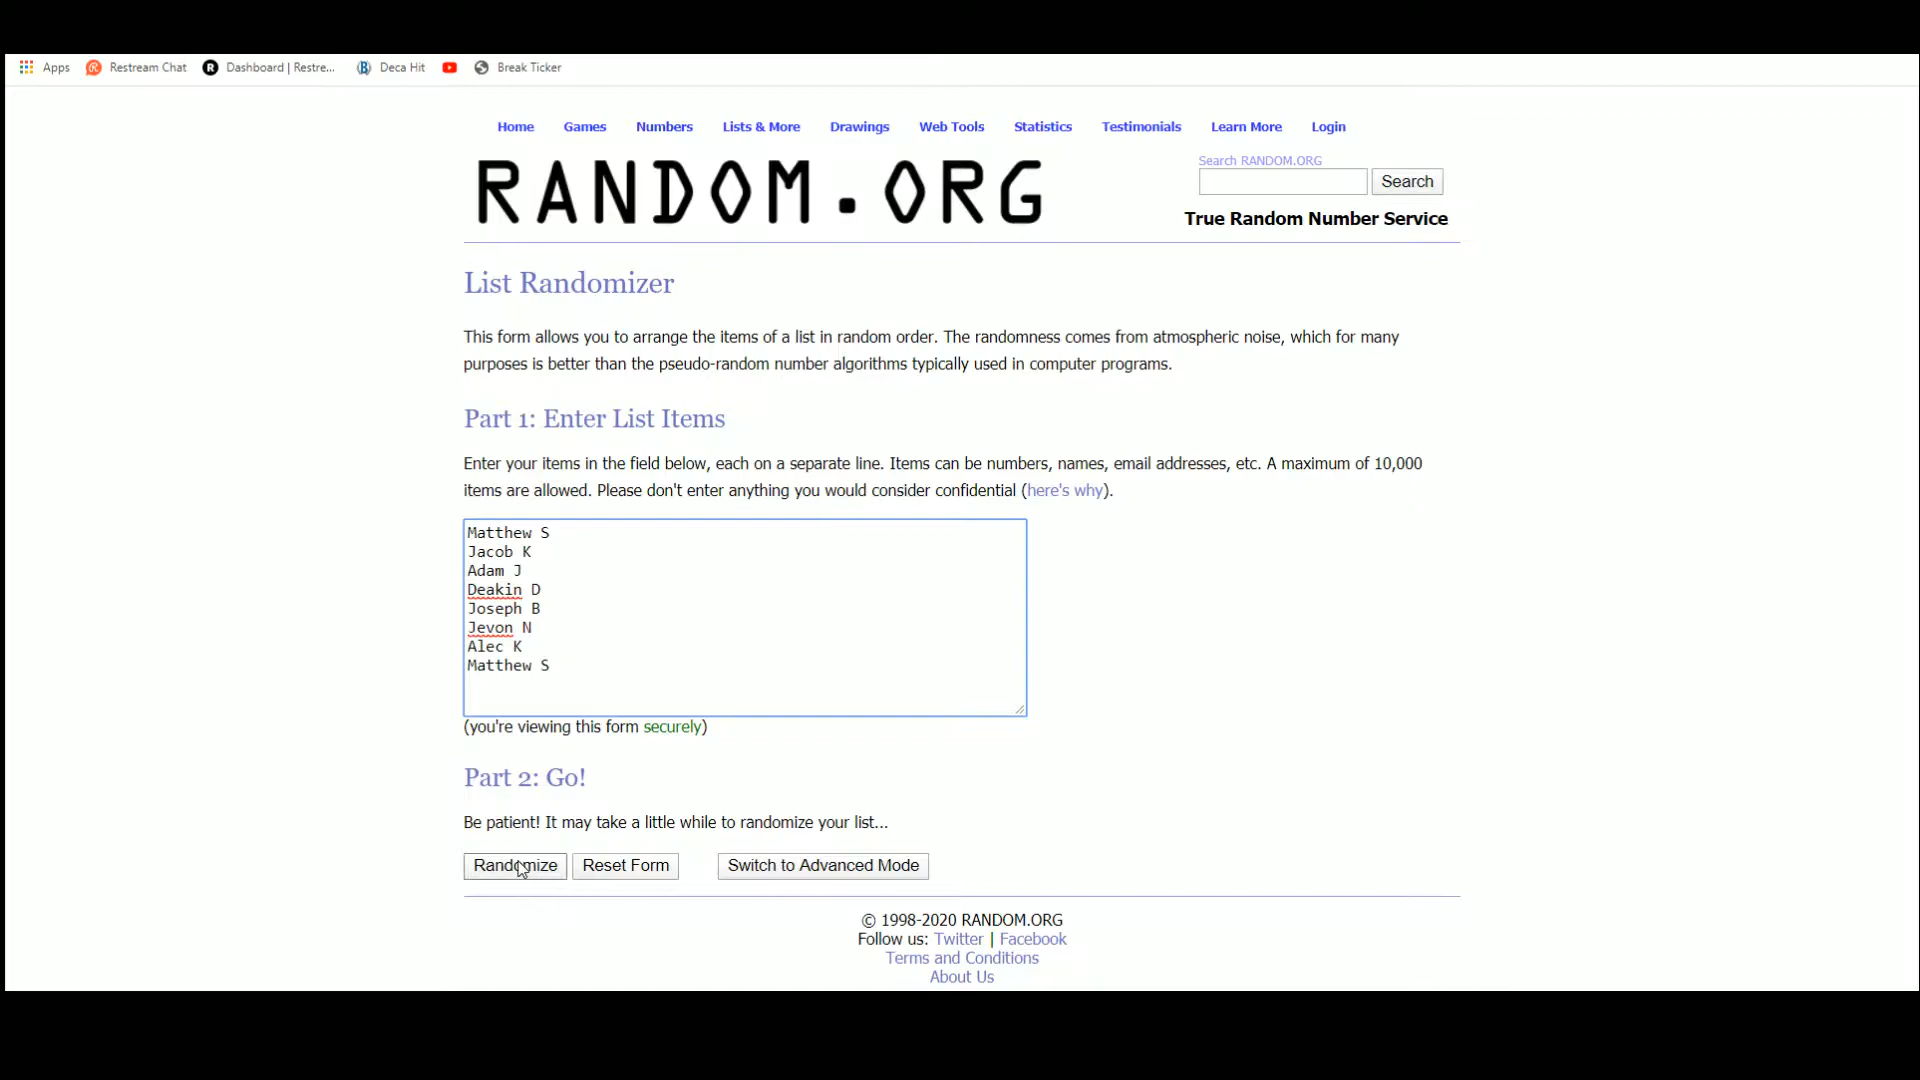 Apps Restream Chat Dashboard | Restre... Deca Hit Break Ticker
Home Games Numbers Lists & More Drawings Web Tools Statistics Testimonials Learn More Login
RANDOM.ORG
Search RANDOM.ORG
Search
True Random Number Service
List Randomizer
This form allows you to arrange the items of a list in random order. The randomness comes from atmospheric noise, which for many
purposes is better than the pseudo-random number algorithms typically used in computer programs.
Part 1: Enter List Items
Enter your items in the field below, each on a separate line. Items can be numbers, names, email addresses, etc. A maximum of 10,000
items are allowed. Please don't enter anything you would consider confidential (here's why).
Matthew S
Jacob K
Adam J
Deakin D
Joseph B
Jevon N
Alec K
Matthew S
(you're viewing this form securely)
Part 2: Go!
Be patient! It may take a little while to randomize your list...
Randomize Reset Form Switch to Advanced Mode
© 1998-2020 RANDOM.ORG
Follow us: Twitter | Facebook
Terms and Conditions
About Us